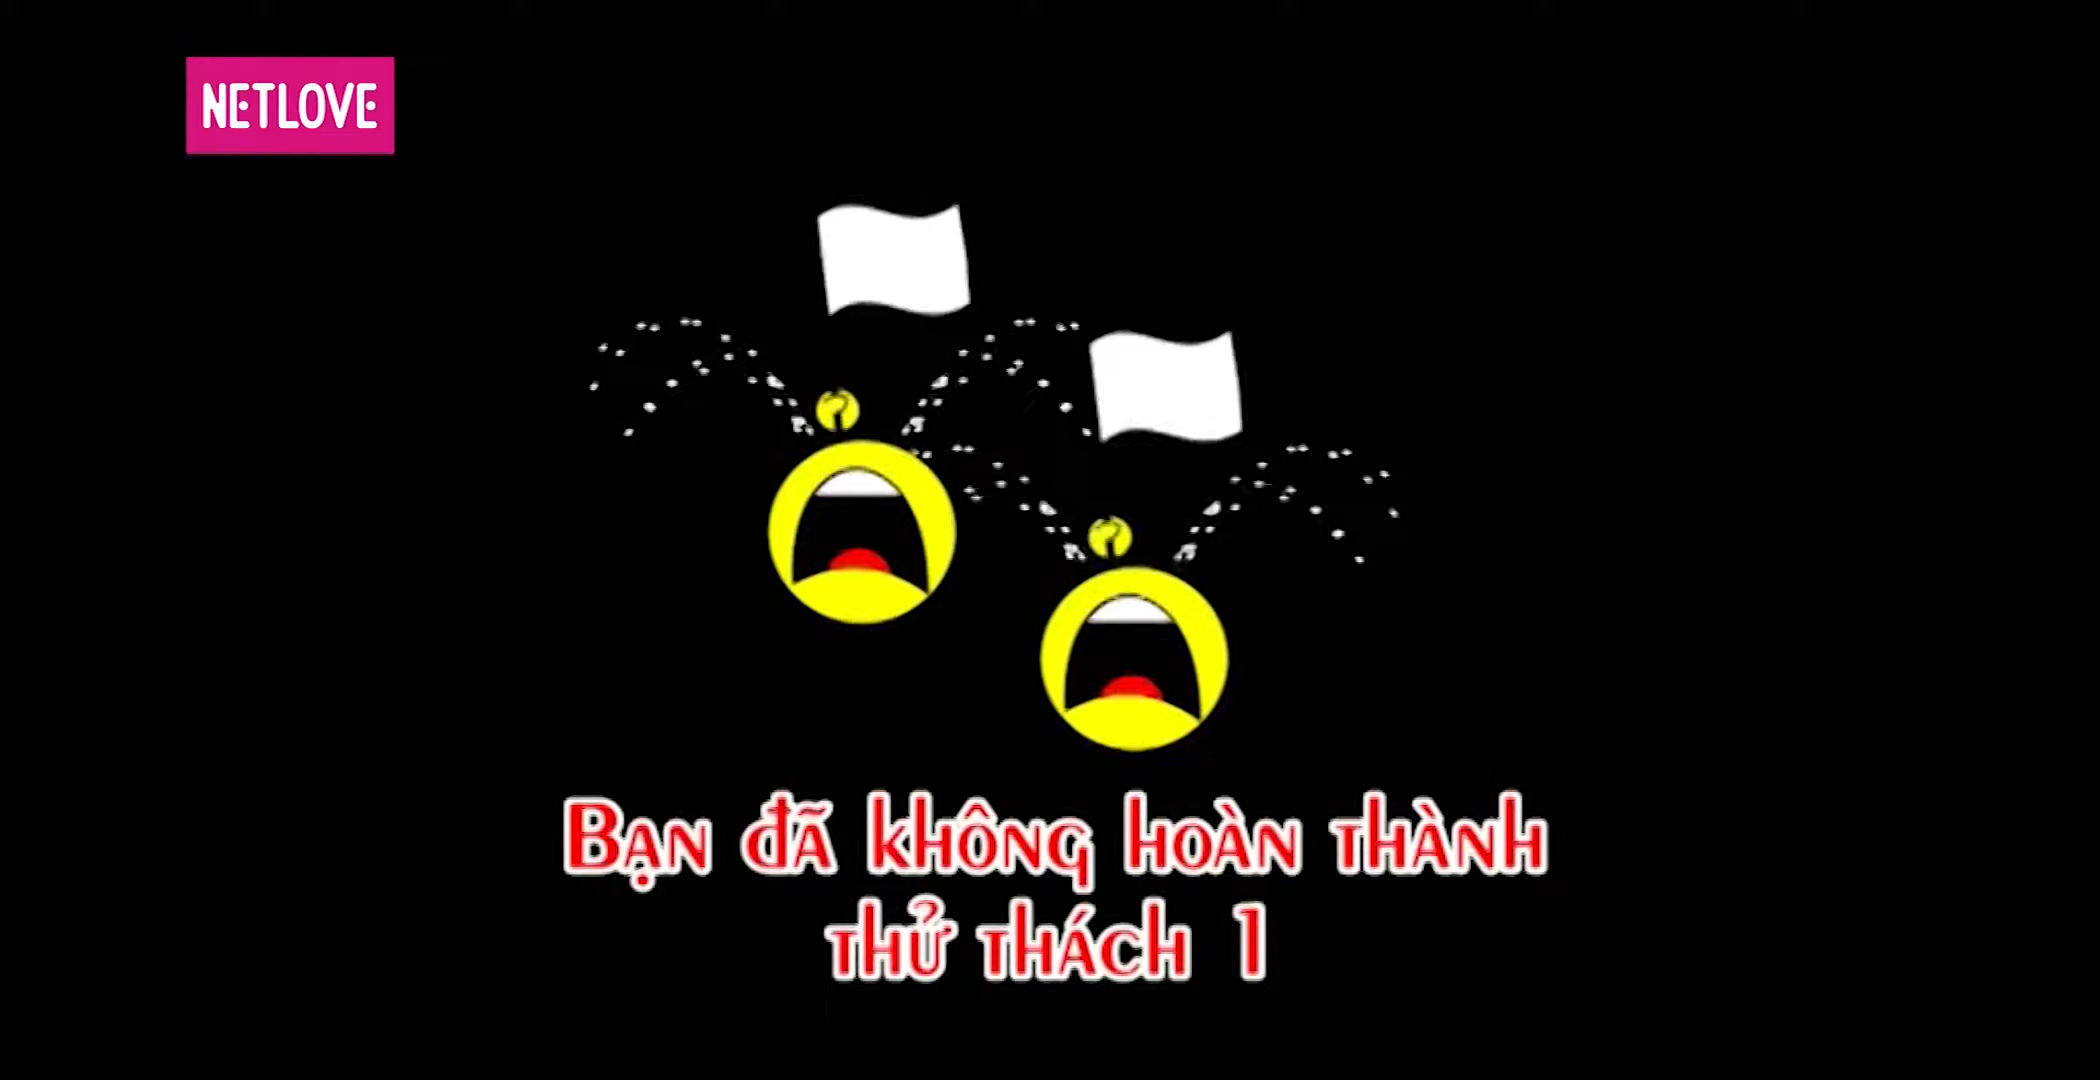 NETLOVE
Bạn đã không hoàn thành
thử thách 1